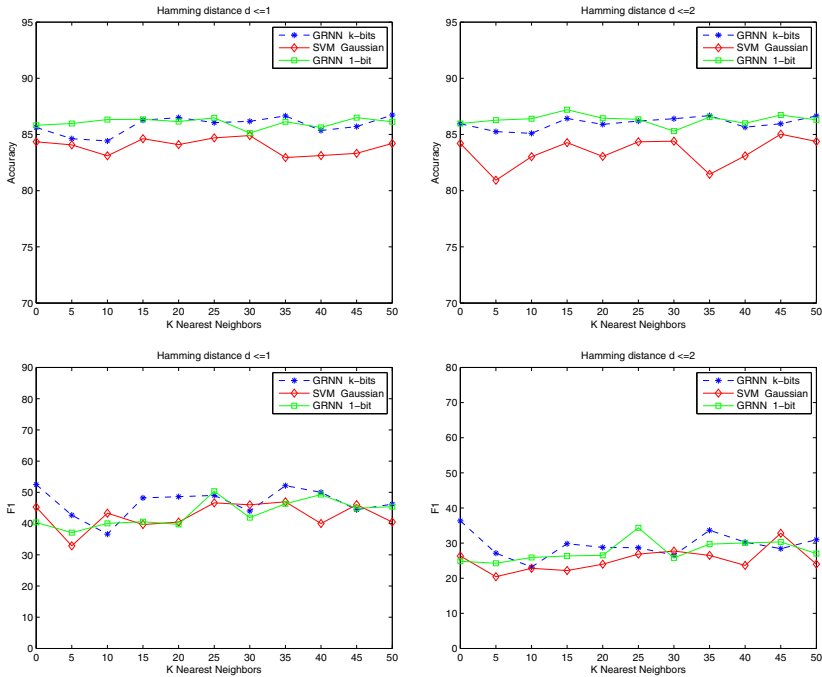 Hamming distance d <=1
95
90
85
80
75
70
Accuracy
0 5 10 15 20 25 30 35 40 45 50
K Nearest Neighbors
GRNN k-bits
SVM Gaussian
GRNN 1-bit
Hamming distance d <=2
95
90
85
80
75
70
Accuracy
0 5 10 15 20 25 30 35 40 45 50
K Nearest Neighbors
GRNN k-bits
SVM Gaussian
GRNN 1-bit
Hamming distance d <=1
90
80
70
60
50
40
30
20
10
0
F1
0 5 10 15 20 25 30 35 40 45 50
K Nearest Neighbors
GRNN k-bits
SVM Gaussian
GRNN 1-bit
Hamming distance d <=2
80
70
60
50
40
30
20
10
0
F1
0 5 10 15 20 25 30 35 40 45 50
K Nearest Neighbors
GRNN k-bits
SVM Gaussian
GRNN 1-bit